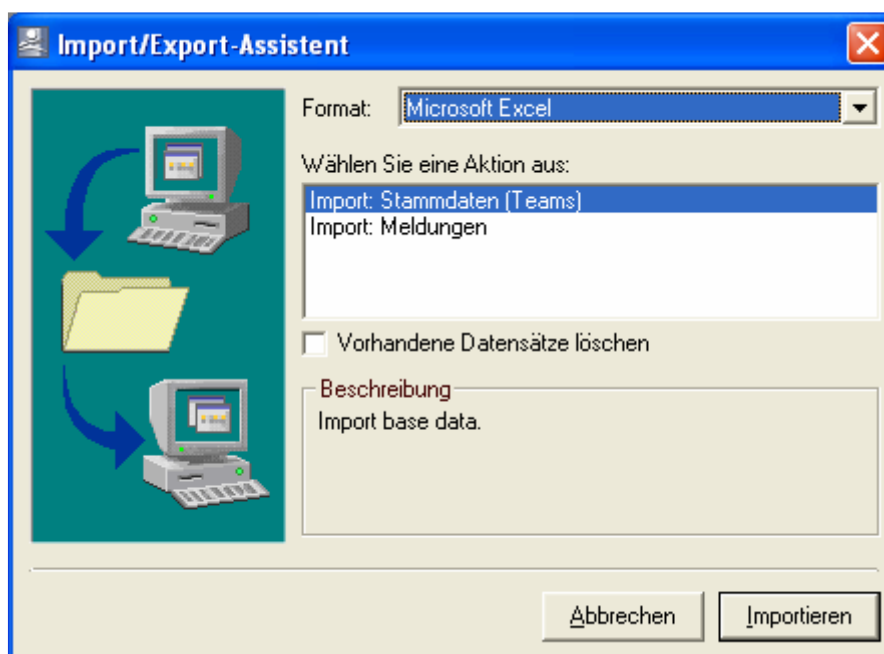 Import/Export-Assistent
Format: Microsoft Excel
Wählen Sie eine Aktion aus:
Import: Stammdaten (Teams)
Import: Meldungen
Vorhandene Datensätze löschen
Beschreibung
Import base data.
Abbrechen Importieren